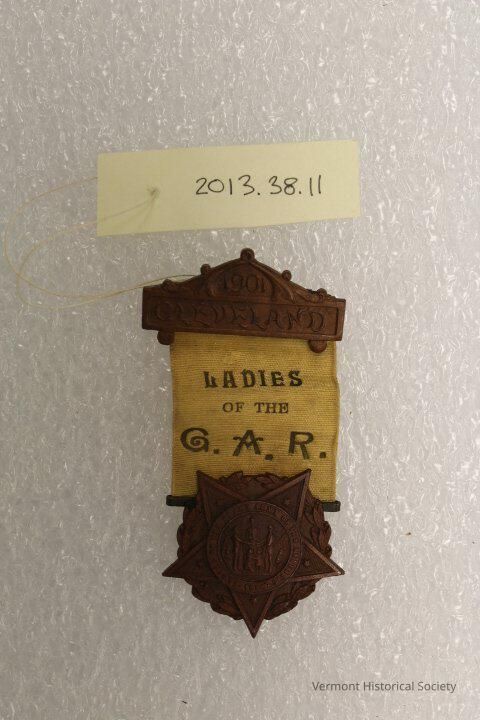 2013.38.11
1901
CLEVELAND
LADIES
OF THE
G. A. R.
Vermont Historical Society